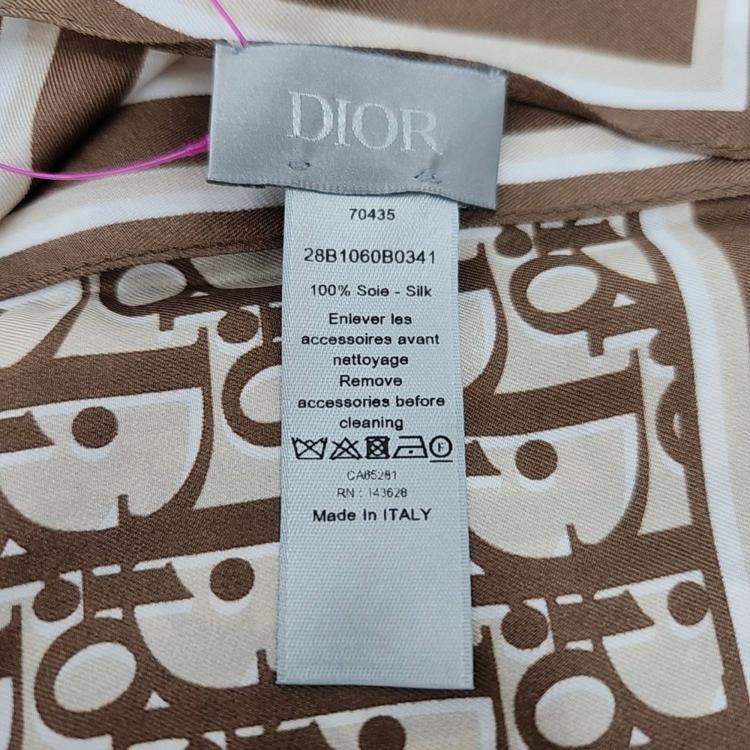 DIOR
70435
28B1060B0341
100% Soie - Silk
Enlever les
accessoires avant
nettoyage
Remove
accessories before
cleaning
F
CA85281
RN : 143628
Made In ITALY